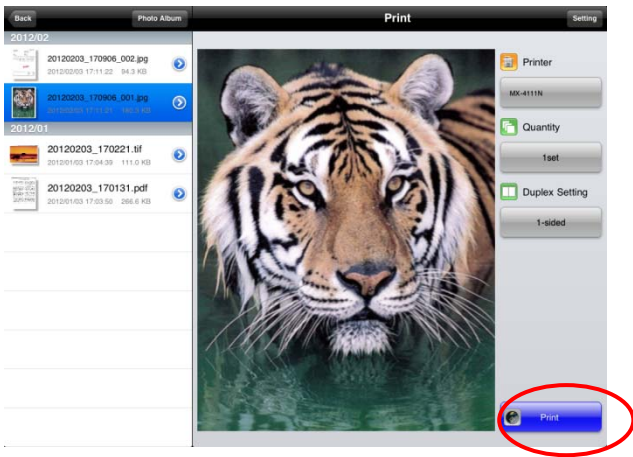 Back
Photo Album
Print
Setting
2012/02
20120203_170906_002.jpg
2012/02/03 17:11:22 94.3 KB
20120203_170906_001.jpg
2012/01
20120203_170221.tif
2012/01/03 17:04:39 111.0 KB
20120203_170131.pdf
2012/01/03 17:03:50 266.6 KB
Printer
MX-4111N
Quantity
1set
Duplex Setting
1-sided
Print